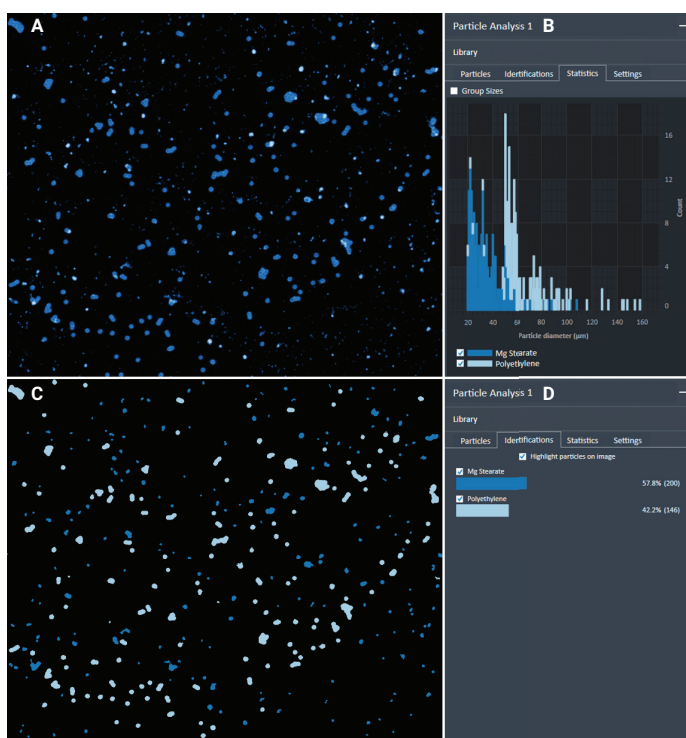 A
Particle Analysis 1 B
Library
Particles Identifications Statistics Settings
Group Sizes
16
12
8
4
0
Count
20 40 60 80 100 120 140 160
Particle diameter (µm)
Mg Stearate
Polyethylene
C
Particle Analysis 1 D
Library
Particles Identifications Statistics Settings
Highlight particles on image
Mg Stearate
57.8% (200)
Polyethylene
42.2% (146)